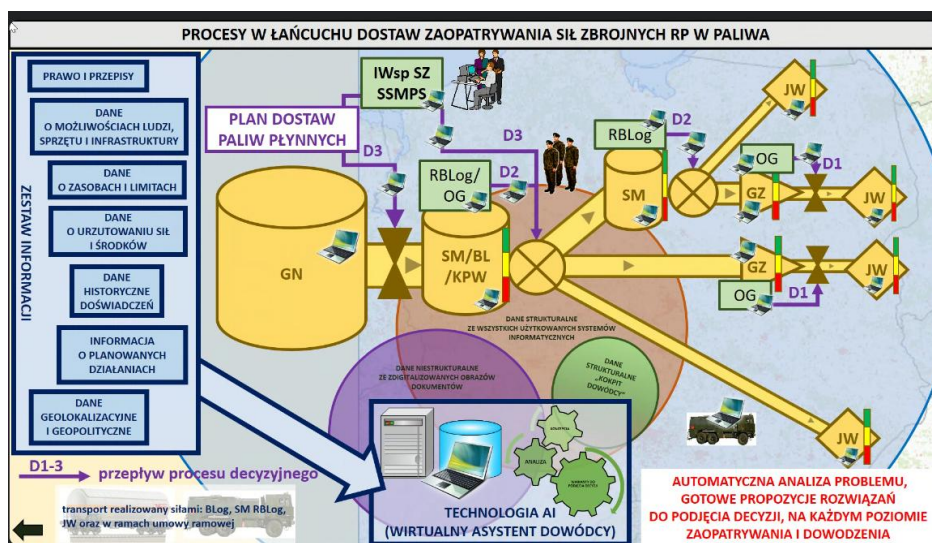 PROCESY W ŁAŃCUCHU DOSTAW ZAOPATRYWANIA SIŁ ZBROJNYCH RP W PALIWA
ZESTAW INFORMACJI
PRAWO I PRZEPISY
DANE
O MOŻLIWOŚCIACH LUDZI,
SPRZĘTU I INFRASTRUKTURY
DANE
O ZASOBACH I LIMITACH
DANE
O URZUTOWANIU SIŁ
I ŚRODKÓW
DANE
HISTORYCZNE
DOŚWIADCZEŃ
INFORMACJA
O PLANOWANYCH
DZIAŁANIACH
DANE
GEOLOKALIZACYJNE
I GEOPOLITYCZNE
IWsp SZ
SSMPS
PLAN DOSTAW
PALIW PŁYNNYCH
D3
D3
RBLog/
OG
D2
RBLog
D2
JW
OG
D1
GN
SM/BL
/KPW
SM
GZ
JW
GZ
JW
OG
D1
JW
DANE STRUKTURALNE
ZE WSZYSTKICH UŻYTKOWANYCH SYSTEMÓW
INFORMATYCZNYCH
DANE NIESTRUKTURALNE
ZE ZDIGITALIZOWANYCH OBRAZÓW
DOKUMENTÓW
DANE
STRUKTURALNE
„KOKPIT
DOWÓDCY”
ANALIZA
TECHNOLOGIA AI
(WIRTUALNY ASYSTENT DOWÓDCY)
D1-3
przepływ procesu decyzyjnego
transport realizowany siłami: BLog, SM RBLog,
JW oraz w ramach umowy ramowej
AUTOMATYCZNA ANALIZA PROBLEMU,
GOTOWE PROPOZYCJE ROZWIĄZAŃ
DO PODJĘCIA DECYZJI, NA KAŻDYM POZIOMIE
ZAOPATRYWANIA I DOWODZENIA